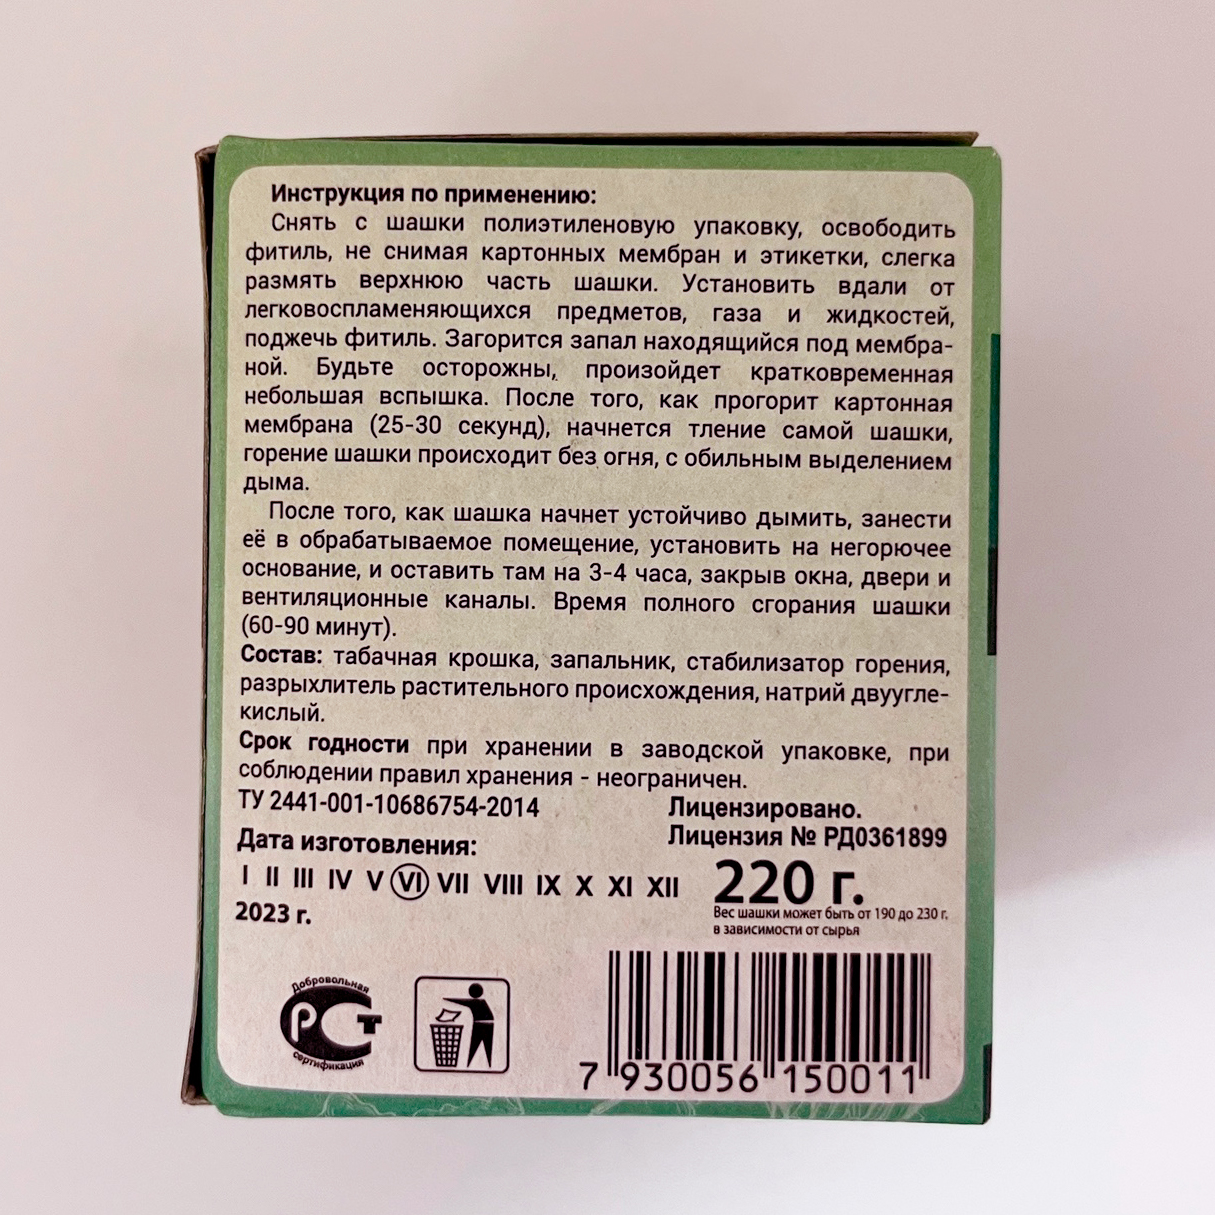 Инструкция по применению:
Снять с шашки полиэтиленовую упаковку, освободить
фитиль, не снимая картонных мембран и этикетки, слегка
размять верхнюю часть шашки. Установить вдали от
легковоспламеняющихся предметов, газа и жидкостей,
поджечь фитиль. Загорится запал находящийся под мембра-
ной. Будьте осторожны, произойдет кратковременная
небольшая вспышка. После того, как прогорит картонная
мембрана (25-30 секунд), начнется тление самой шашки,
горение шашки происходит без огня, с обильным выделением
дыма.
После того, как шашка начнет устойчиво дымить, занести
её в обрабатываемое помещение, установить на негорючее
основание, и оставить там на 3-4 часа, закрыв окна, двери и
вентиляционные каналы. Время полного сгорания шашки
(60-90 минут).
Состав: табачная крошка, запальник, стабилизатор горения,
разрыхлитель растительного происхождения, натрий двуугле-
кислый.
Срок годности при хранении в заводской упаковке, при
соблюдении правил хранения - неограничен.
ТУ 2441-001-10686754-2014
Лицензировано.
Лицензия № РД0361899
Дата изготовления:
I II III IV V VI VII VIII IX X XI XII
2023 г.
220 г.
Вес шашки может быть от 190 до 230 г.
в зависимости от сырья
Добровольная
РСТ
сертификация
7 930056 150011